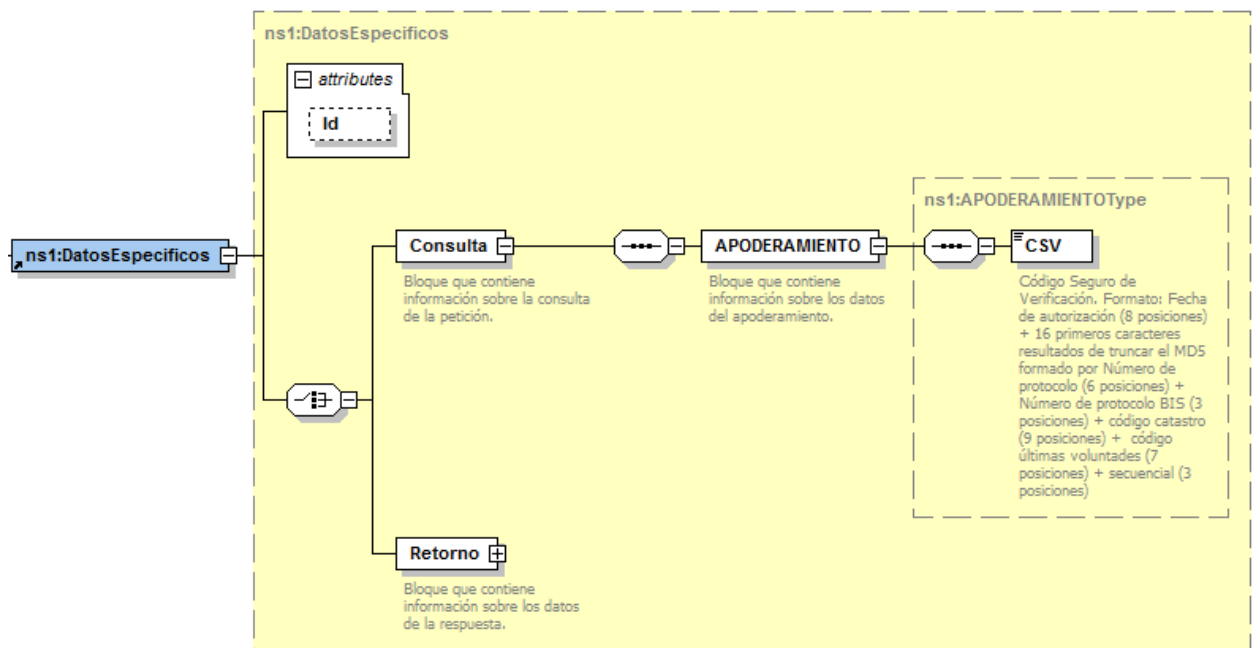 ns1:DatosEspecificos
attributes
Id
ns1:DatosEspecificos
Consulta
Bloque que contiene
información sobre la consulta
de la petición.
APODERAMIENTO
Bloque que contiene
información sobre los datos
del apoderamiento.
ns1:APODERAMIENTOType
CSV
Código Seguro de
Verificación. Formato: Fecha
de autorización (8 posiciones)
+ 16 primeros caracteres
resultados de truncar el MD5
formado por Número de
protocolo (6 posiciones) +
Número de protocolo BIS (3
posiciones) + código catastro
(9 posiciones) + código
últimas voluntades (7
posiciones) + secuencial (3
posiciones)
Retorno
Bloque que contiene
información sobre los datos
de la respuesta.